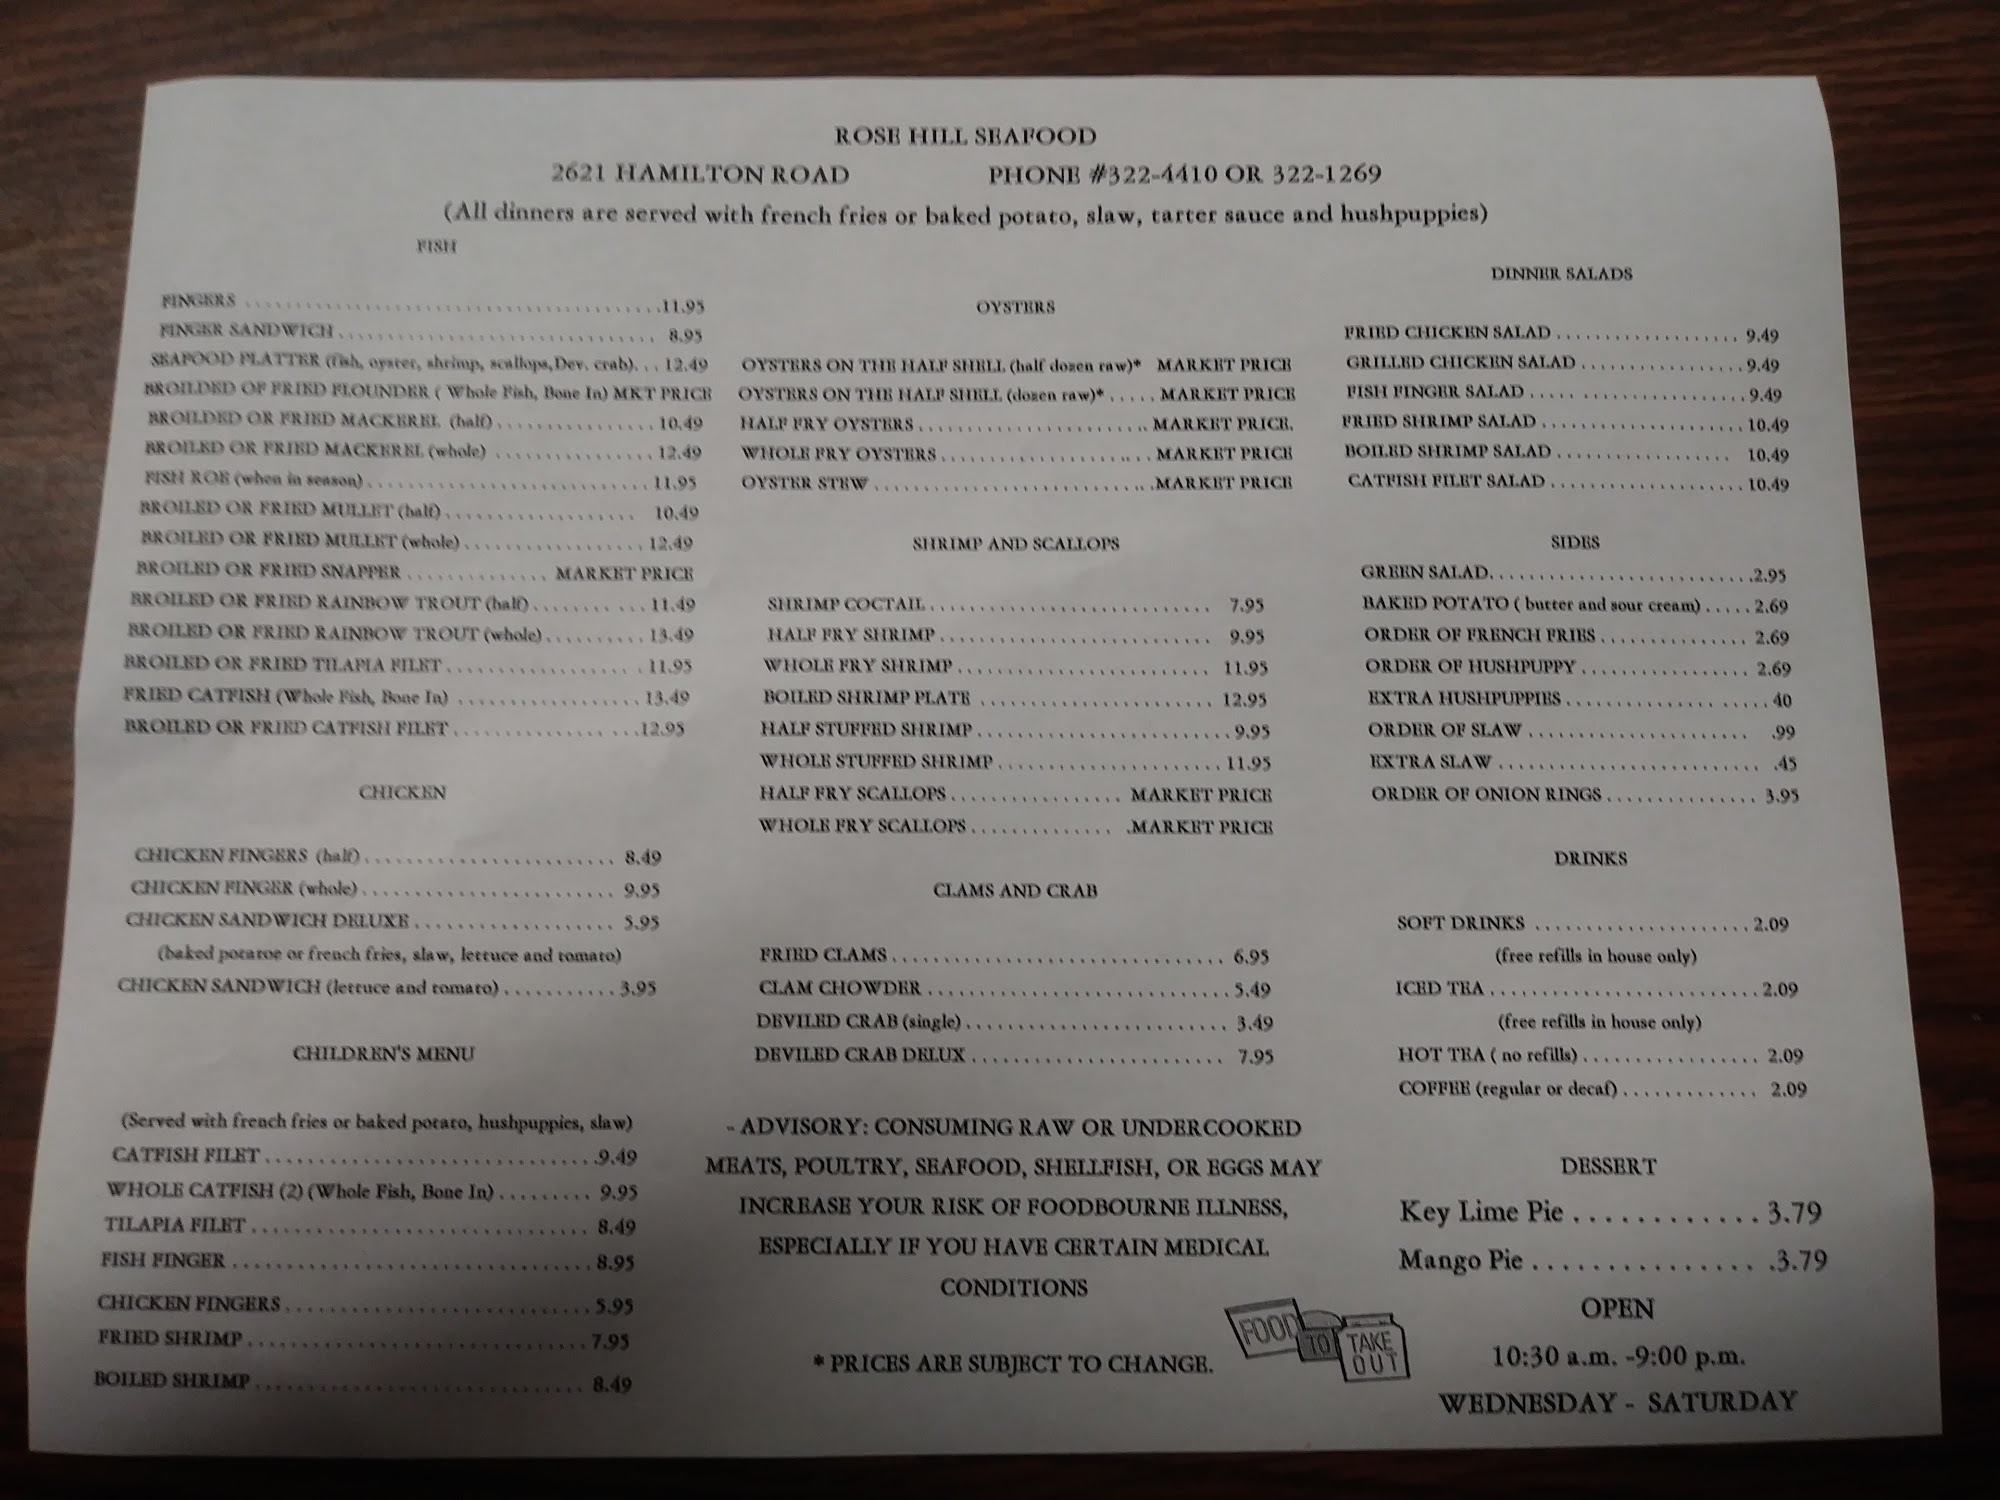 ROSE HILL SEAFOOD
2621 HAMILTON ROAD PHONE #322-4410 OR 322-1269
(All dinners are served with french fries or baked potato, slaw, tarter sauce and hushpuppies)
FISH
FINGERS ........................................11.95
FINGER SANDWICH ............................... 8.95
SEAFOOD PLATTER (fish, oyster, shrimp, scallops,Dev. crab). . . 12.49
BROILDED OF FRIED FLOUNDER ( Whole Fish, Bone In) MKT PRICE
BROILDED OR FRIED MACKEREL (half) ................ 10.49
BROILED OR FRIED MACKEREL (whole) ................ 12.49
FISH ROE (when in season) ............................ 11.95
BROILED OR FRIED MULLET (half) ................... 10.49
BROILED OR FRIED MULLET (whole) .................. 12.49
BROILED OR FRIED SNAPPER .............. MARKET PRICE
BROILED OR FRIED RAINBOW TROUT (half) ........... 11.49
BROILED OR FRIED RAINBOW TROUT (whole) .......... 13.49
BROILED OR FRIED TILAPIA FILET .................... 11.95
FRIED CATFISH (Whole Fish, Bone In) .................. 13.49
BROILED OR FRIED CATFISH FILET ................. ...12.95
CHICKEN
CHICKEN FINGERS (half) ......................... 8.49
CHICKEN FINGER (whole) ......................... 9.95
CHICKEN SANDWICH DELUXE .................... 5.95
(baked potatoe or french fries, slaw, lettuce and tomato)
CHICKEN SANDWICH (lettuce and tomato) ........... 3.95
CHILDREN'S MENU
(Served with french fries or baked potato, hushpuppies, slaw)
CATFISH FILET .................................9.49
WHOLE CATFISH (2) (Whole Fish, Bone In) ......... 9.95
TILAPIA FILET .................................. 8.49
FISH FINGER ....................................8.95
CHICKEN FINGERS ...............................5.95
FRIED SHRIMP ...................................7.95
BOILED SHRIMP ................................. 8.49
OYSTERS
OYSTERS ON THE HALF SHELL (half dozen raw)* MARKET PRICE
OYSTERS ON THE HALF SHELL (dozen raw)* ..... MARKET PRICE
HALF FRY OYSTERS ......................... MARKET PRICE.
WHOLE FRY OYSTERS ....................... MARKET PRICE
OYSTER STEW ..............................MARKET PRICE
SHRIMP AND SCALLOPS
SHRIMP COCTAIL ............................ 7.95
HALF FRY SHRIMP ........................... 9.95
WHOLE FRY SHRIMP ......................... 11.95
BOILED SHRIMP PLATE ....................... 12.95
HALF STUFFED SHRIMP .........................9.95
WHOLE STUFFED SHRIMP ...................... 11.95
HALF FRY SCALLOPS ................. MARKET PRICE
WHOLE FRY SCALLOPS .............. .MARKET PRICE
CLAMS AND CRAB
FRIED CLAMS ................................. 6.95
CLAM CHOWDER ..............................5.49
DEVILED CRAB (single) .......................... 3.49
DEVILED CRAB DELUX ......................... 7.95
- ADVISORY: CONSUMING RAW OR UNDERCOOKED
MEATS, POULTRY, SEAFOOD, SHELLFISH, OR EGGS MAY
INCREASE YOUR RISK OF FOODBOURNE ILLNESS,
ESPECIALLY IF YOU HAVE CERTAIN MEDICAL
CONDITIONS
* PRICES ARE SUBJECT TO CHANGE.
FOOD TO TAKE OUT
DINNER SALADS
FRIED CHICKEN SALAD ................... 9.49
GRILLED CHICKEN SALAD .................9.49
FISH FINGER SALAD ...................... 9.49
FRIED SHRIMP SALAD .....................10.49
BOILED SHRIMP SALAD .................. 10.49
CATFISH FILET SALAD ....................10.49
SIDES
GREEN SALAD...........................2.95
BAKED POTATO ( butter and sour cream) ..... 2.69
ORDER OF FRENCH FRIES ............... 2.69
ORDER OF HUSHPUPPY ................. 2.69
EXTRA HUSHPUPPIES .................... 40
ORDER OF SLAW ....................... .99
EXTRA SLAW ........................... .45
ORDER OF ONION RINGS ............... 3.95
DRINKS
SOFT DRINKS ......................2.09
(free refills in house only)
ICED TEA ...........................2.09
(free refills in house only)
HOT TEA ( no refills) .................. 2.09
COFFEE (regular or decaf) ............. 2.09
DESSERT
Key Lime Pie ............ 3.79
Mango Pie ............... .3.79
OPEN
10:30 a.m. -9:00 p.m.
WEDNESDAY - SATURDAY